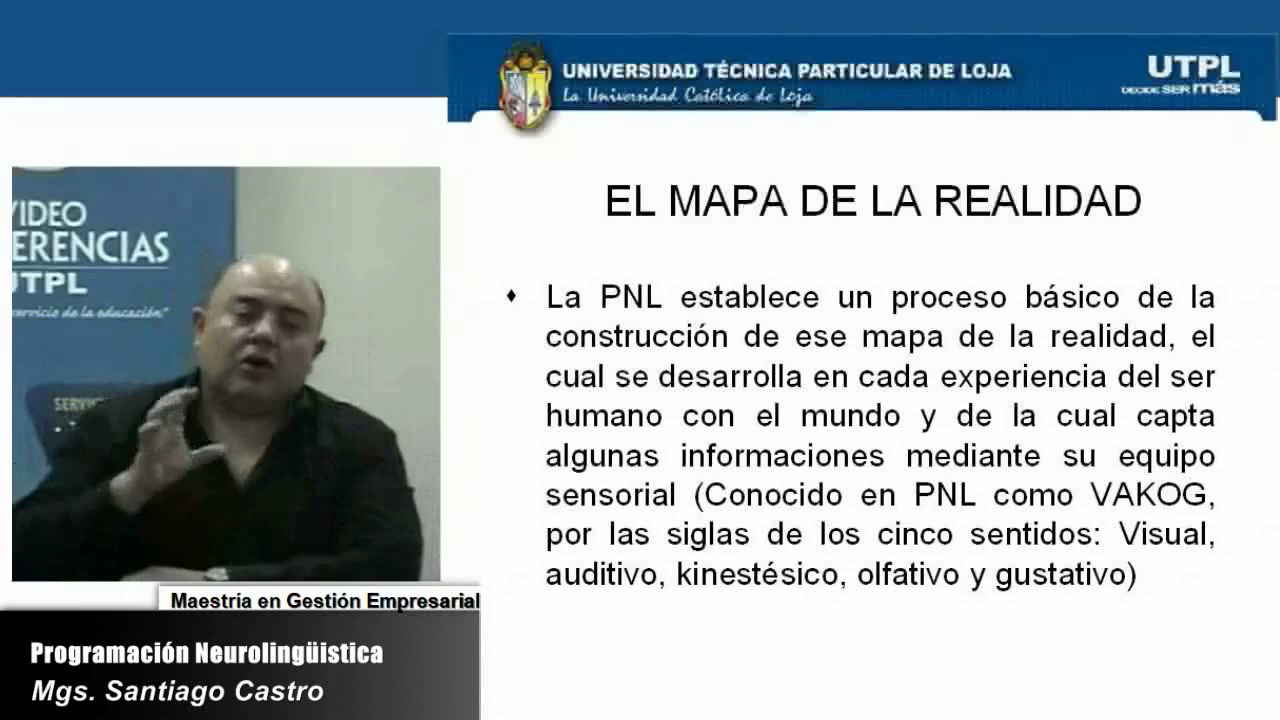 UNIVERSIDAD TÉCNICA PARTICULAR DE LOJA
La Universidad Católica de Loja
UTPL
DECIDE SER más
VIDEO
ERENCIAS
UTPL
servicio de la educación"
SERVIC
EL MAPA DE LA REALIDAD
La PNL establece un proceso básico de la
construcción de ese mapa de la realidad, el
cual se desarrolla en cada experiencia del ser
humano con el mundo y de la cual capta
algunas informaciones mediante su equipo
sensorial (Conocido en PNL como VAKOG,
por las siglas de los cinco sentidos: Visual,
auditivo, kinestésico, olfativo y gustativo)
Maestría en Gestión Empresarial
Programación Neurolingüistica
Mgs. Santiago Castro